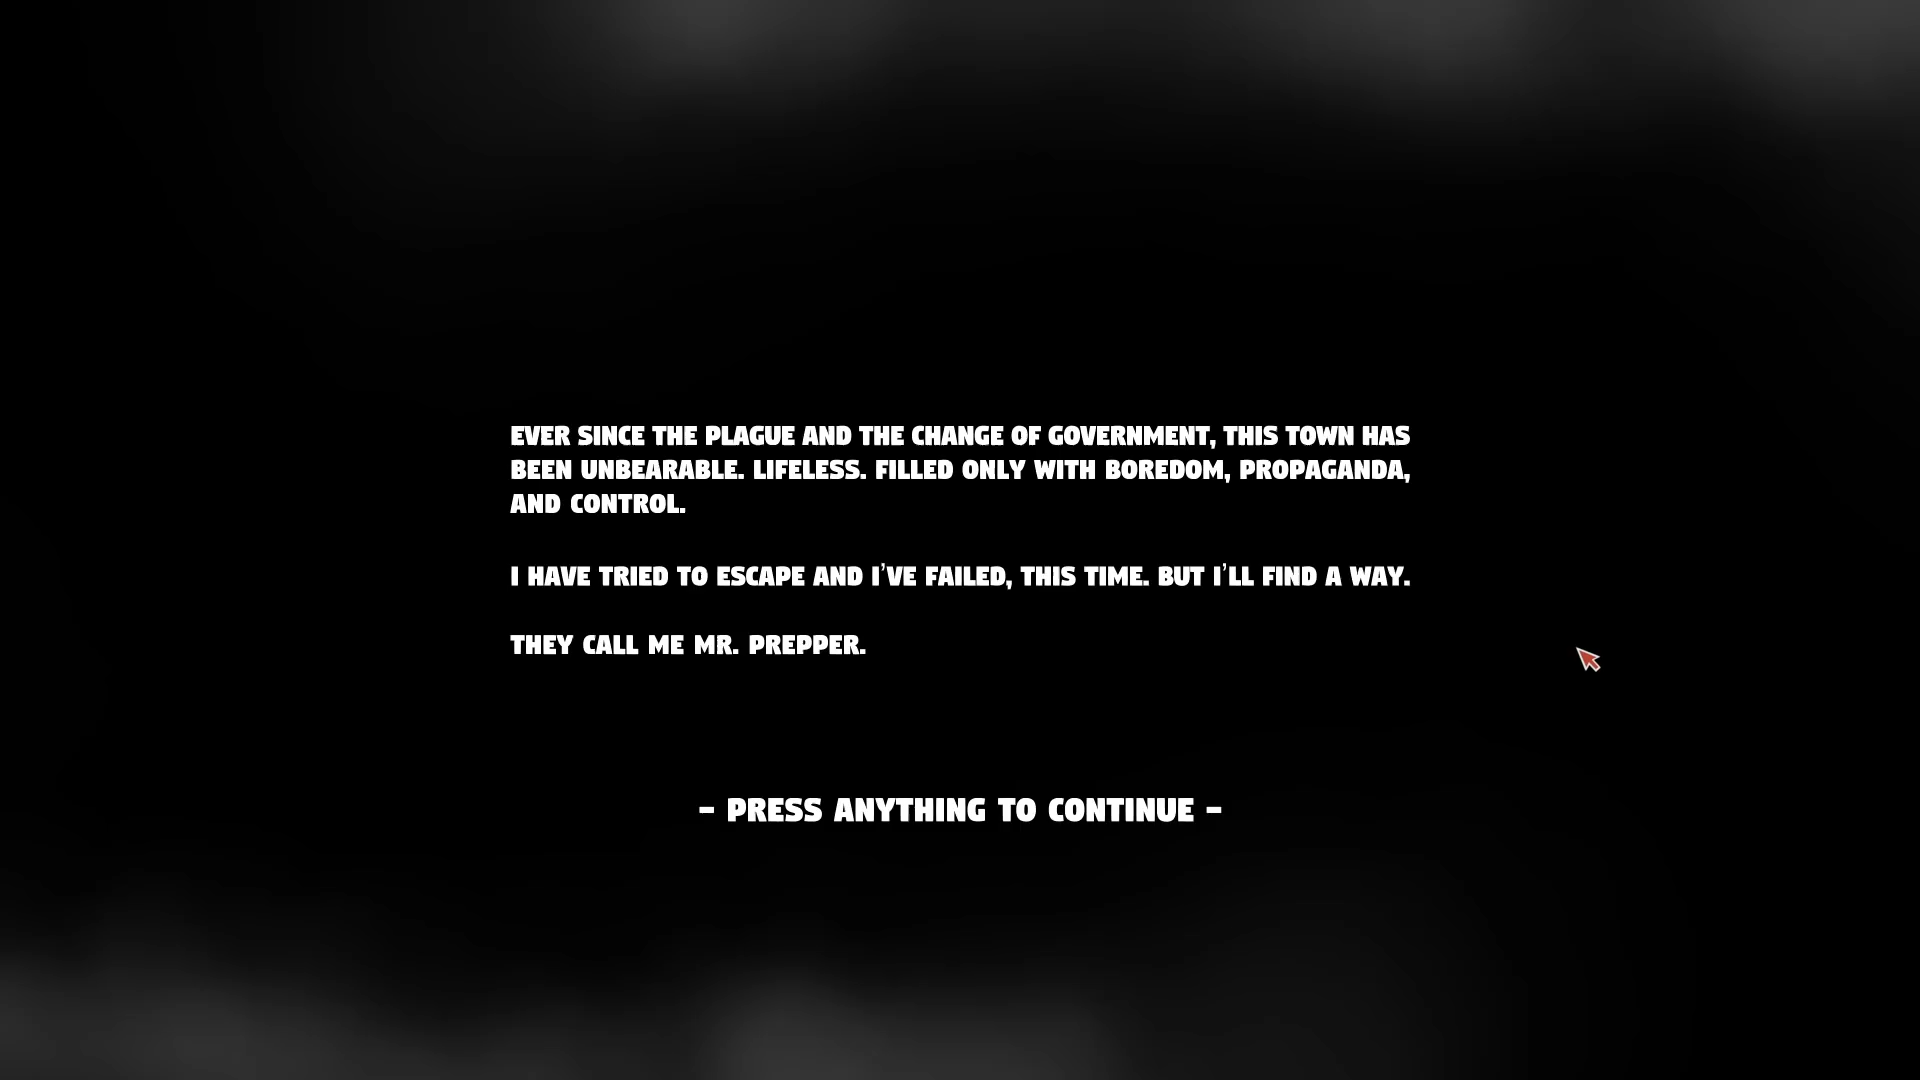 EVER SINCE THE PLAGUE AND THE CHANGE OF GOVERNMENT, THIS TOWN HAS
BEEN UNBEARABLE. LIFELESS. FILLED ONLY WITH BOREDOM, PROPAGANDA,
AND CONTROL.
I HAVE TRIED TO ESCAPE AND I'VE FAILED, THIS TIME. BUT I'LL FIND A WAY.
THEY CALL ME MR. PREPPER.
- PRESS ANYTHING TO CONTINUE -